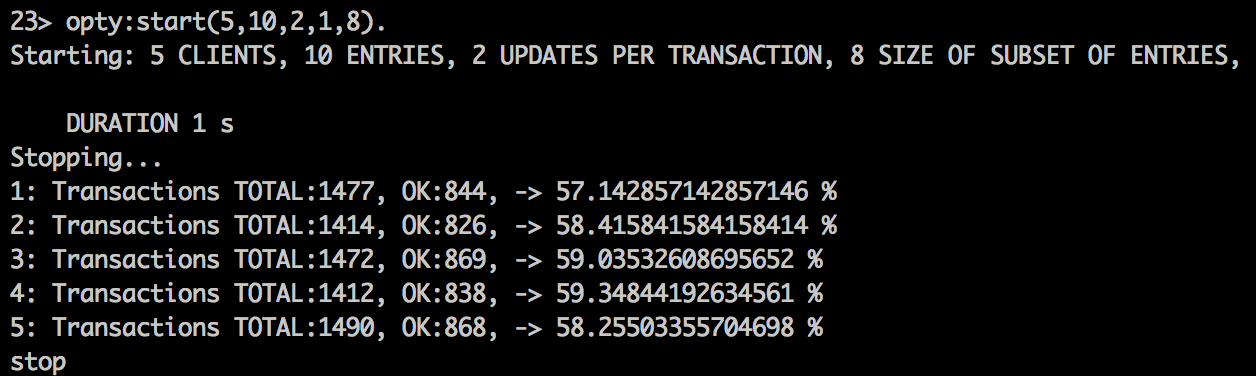 23> opty:start(5,10,2,1,8).
Starting: 5 CLIENTS, 10 ENTRIES, 2 UPDATES PER TRANSACTION, 8 SIZE OF SUBSET OF ENTRIES,
DURATION 1 s
Stopping...
1: Transactions TOTAL:1477, OK:844, -> 57.142857142857146 %
2: Transactions TOTAL:1414, OK:826, -> 58.415841584158414 %
3: Transactions TOTAL:1472, OK:869, -> 59.03532608695652 %
4: Transactions TOTAL:1412, OK:838, -> 59.34844192634561 %
5: Transactions TOTAL:1490, OK:868, -> 58.25503355704698 %
stop